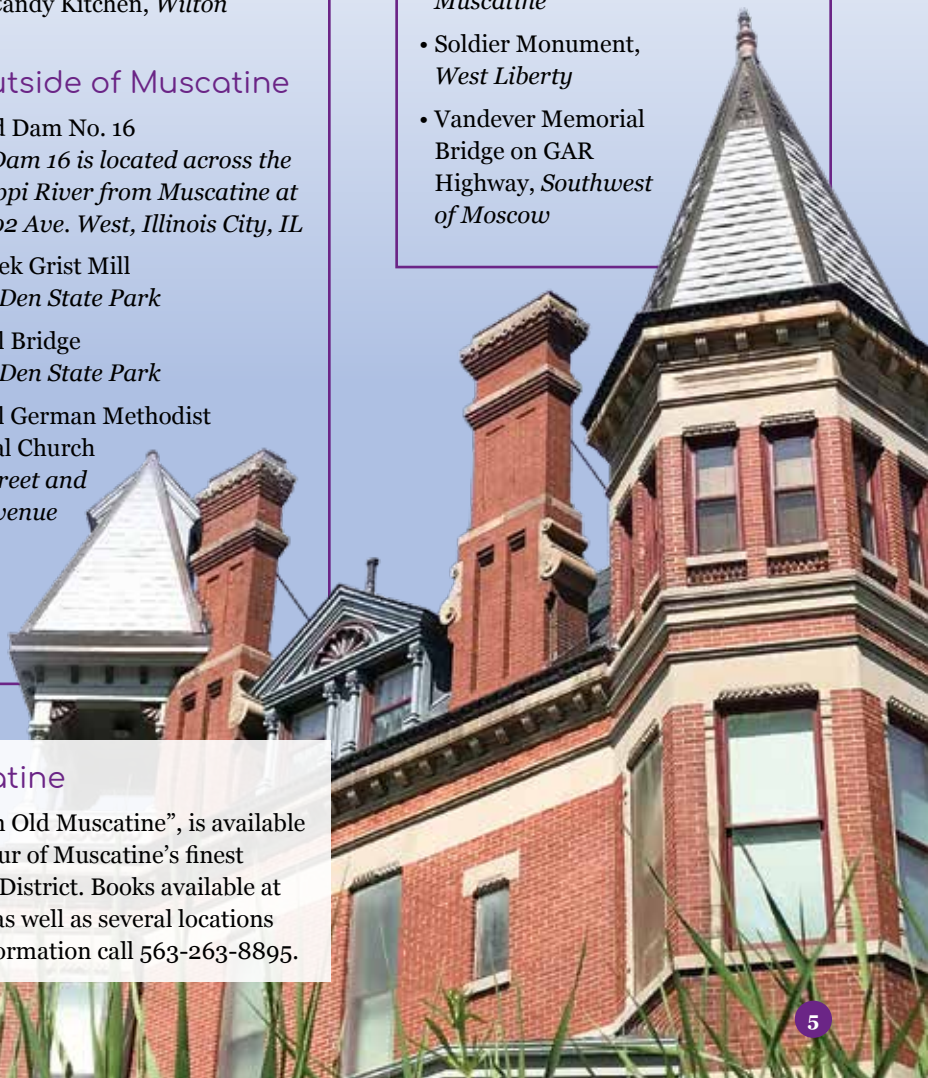 Candy Kitchen, Wilton
utside of Muscatine
d Dam No. 16
Dam 16 is located across the
ppi River from Muscatine at
02 Ave. West, Illinois City, IL
ek Grist Mill
Den State Park
l Bridge
Den State Park
l German Methodist
al Church
reet and
venue
Muscatine
• Soldier Monument,
West Liberty
• Vandever Memorial
Bridge on GAR
Highway, Southwest
of Moscow
atine
n Old Muscatine”, is available
ur of Muscatine’s finest
District. Books available at
as well as several locations
ormation call 563-263-8895.
5